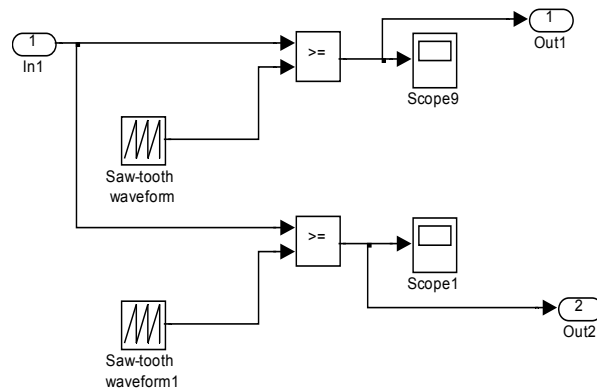 1
In1
>=
1
Out1
Scope9
Saw-tooth
waveform
>=
Scope1
2
Out2
Saw-tooth
waveform1